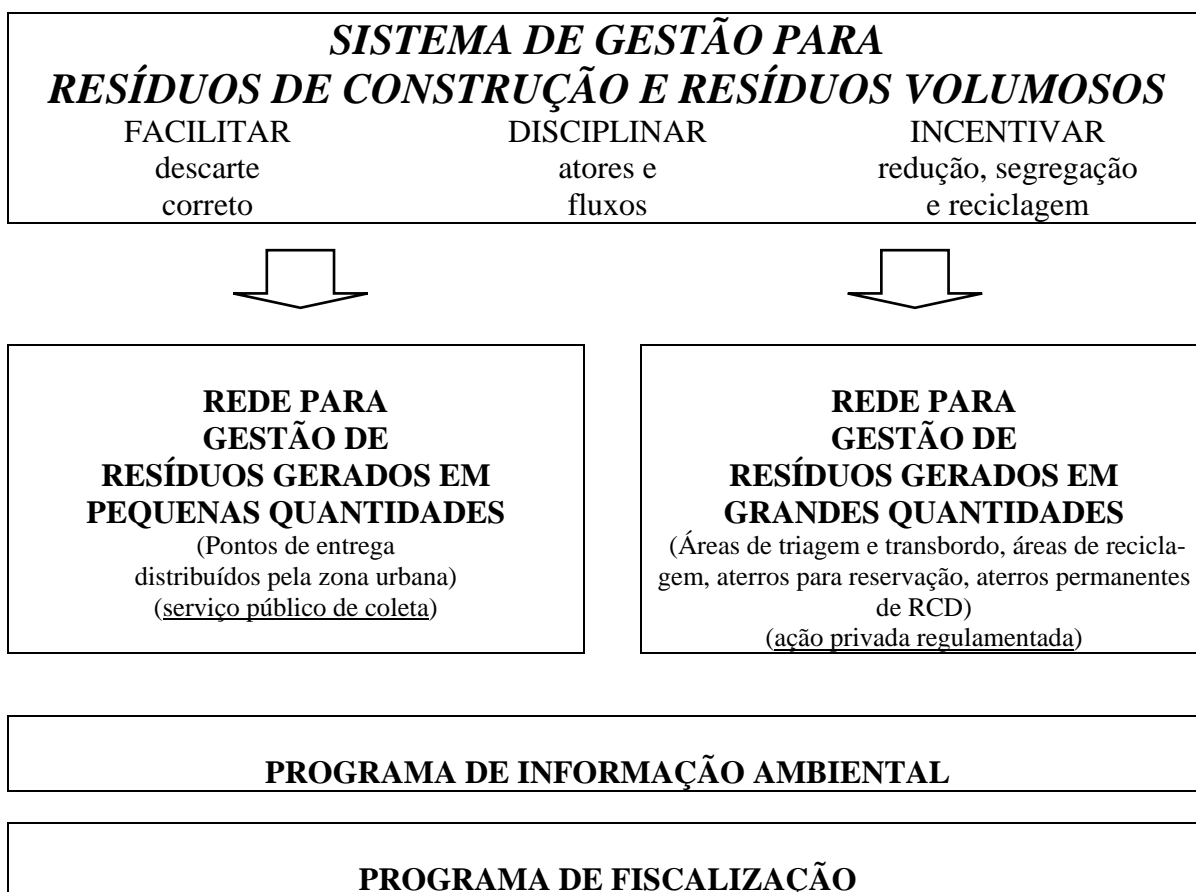 SISTEMA DE GESTÃO PARA
RESÍDUOS DE CONSTRUÇÃO E RESÍDUOS VOLUMOSOS
FACILITAR
descarte
correto
DISCIPLINAR
atores e
fluxos
INCENTIVAR
redução, segregação
e reciclagem
REDE PARA
GESTÃO DE
RESÍDUOS GERADOS EM
PEQUENAS QUANTIDADES
(Pontos de entrega
distribuídos pela zona urbana)
(serviço público de coleta)
REDE PARA
GESTÃO DE
RESÍDUOS GERADOS EM
GRANDES QUANTIDADES
(Áreas de triagem e transbordo, áreas de recicla-
gem, aterros para reservação, aterros permanentes
de RCD)
(ação privada regulamentada)
PROGRAMA DE INFORMAÇÃO AMBIENTAL
PROGRAMA DE FISCALIZAÇÃO